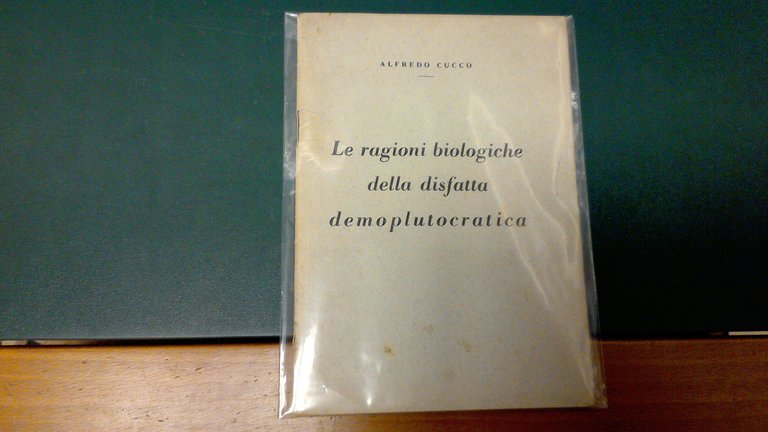 ALFREDO CUCCO
Le ragioni biologiche
della disfatta
demoplutocratica